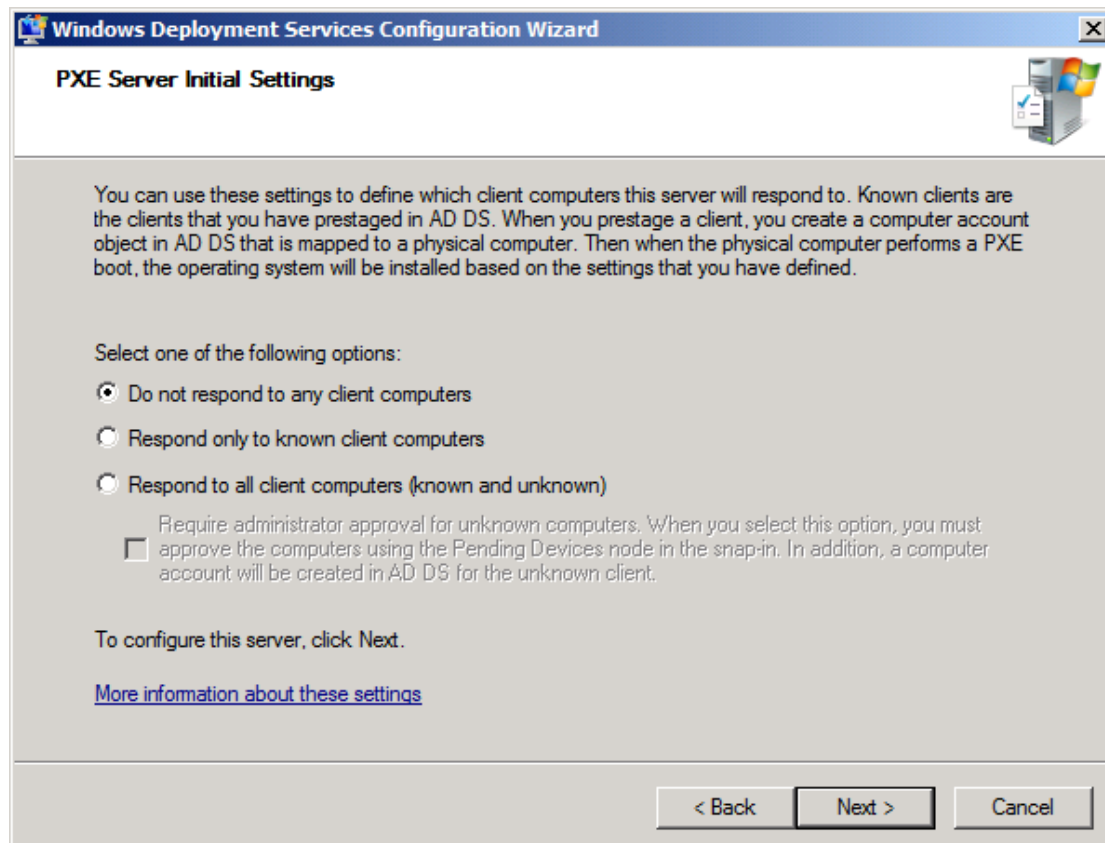 Windows Deployment Services Configuration Wizard
PXE Server Initial Settings
You can use these settings to define which client computers this server will respond to. Known clients are
the clients that you have prestaged in AD DS. When you prestage a client, you create a computer account
object in AD DS that is mapped to a physical computer. Then when the physical computer performs a PXE
boot, the operating system will be installed based on the settings that you have defined.
Select one of the following options:
Do not respond to any client computers
Respond only to known client computers
Respond to all client computers (known and unknown)
Require administrator approval for unknown computers. When you select this option, you must
approve the computers using the Pending Devices node in the snap-in. In addition, a computer
account will be created in AD DS for the unknown client.
To configure this server, click Next.
More information about these settings
< Back Next > Cancel